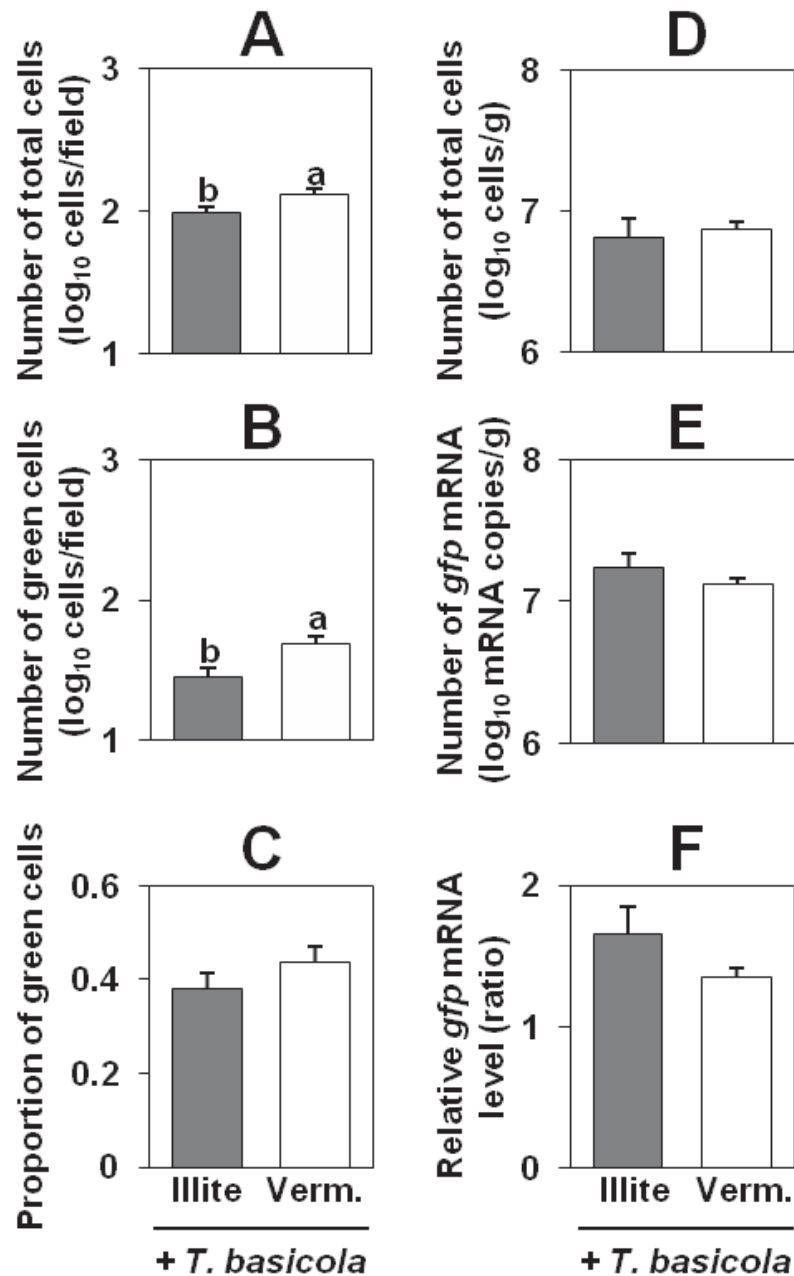 A
Number of total cells
(log10 cells/field)
3
2
1
b
a
B
Number of green cells
(log10 cells/field)
3
2
1
b
a
C
Proportion of green cells
0.6
0.4
0.2
0
Illite Verm.
+ T. basicola
D
Number of total cells
(log10 cells/g)
8
7
6
E
Number of gfp mRNA
(log10 mRNA copies/g)
8
7
6
F
Relative gfp mRNA
level (ratio)
2
1
0
Illite Verm.
+ T. basicola